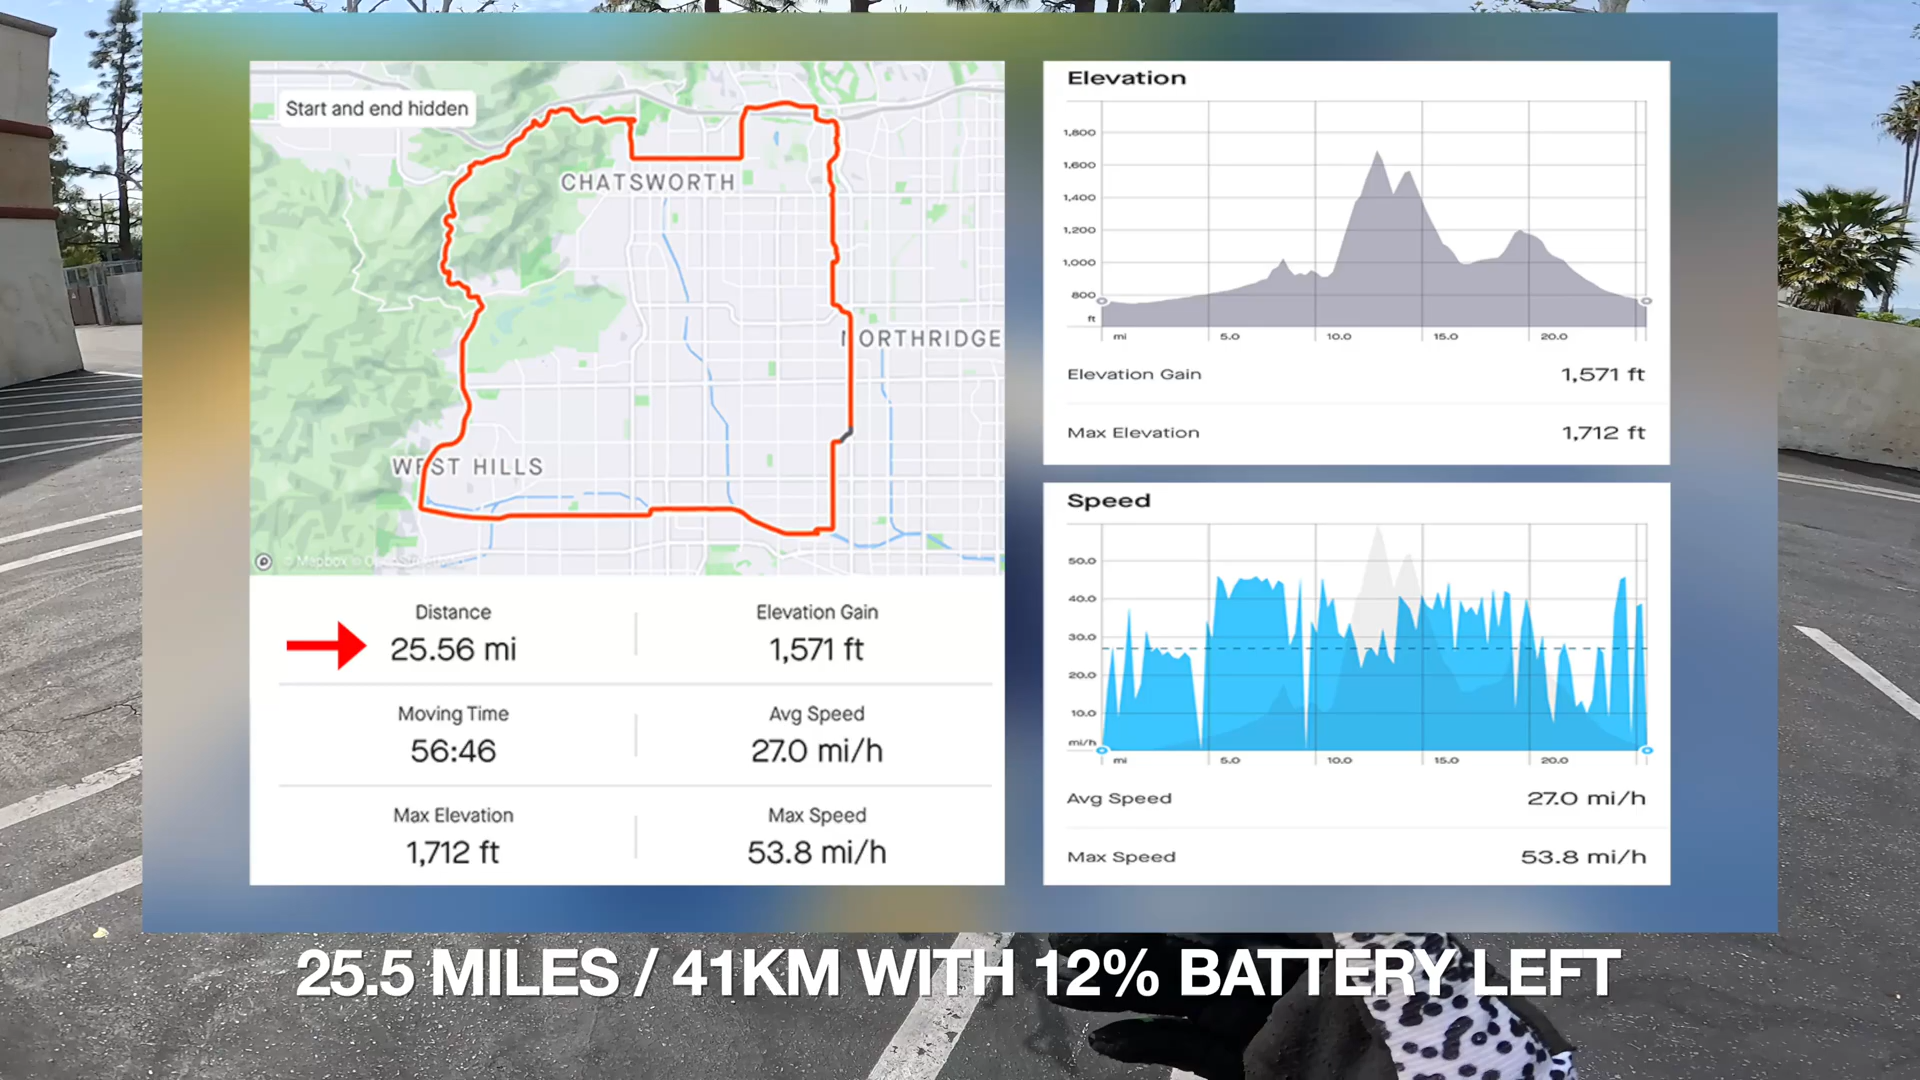 Start and end hidden
CHATSWORTH
ORTHRIDGE
WEST HILLS
© Mapbox ©
Distance
25.56 mi
Elevation Gain
1,571 ft
Moving Time
56:46
Avg Speed
27.0 mi/h
Max Elevation
1,712 ft
Max Speed
53.8 mi/h
Elevation
1,800
1,600
1,400
1,200
1,000
800
ft
mi 5.0 10.0 15.0 20.0
Elevation Gain 1,571 ft
Max Elevation 1,712 ft
Speed
50.0
40.0
30.0
20.0
10.0
mi/h
mi 5.0 10.0 15.0 20.0
Avg Speed 27.0 mi/h
Max Speed 53.8 mi/h
25.5 MILES / 41KM WITH 12% BATTERY LEFT